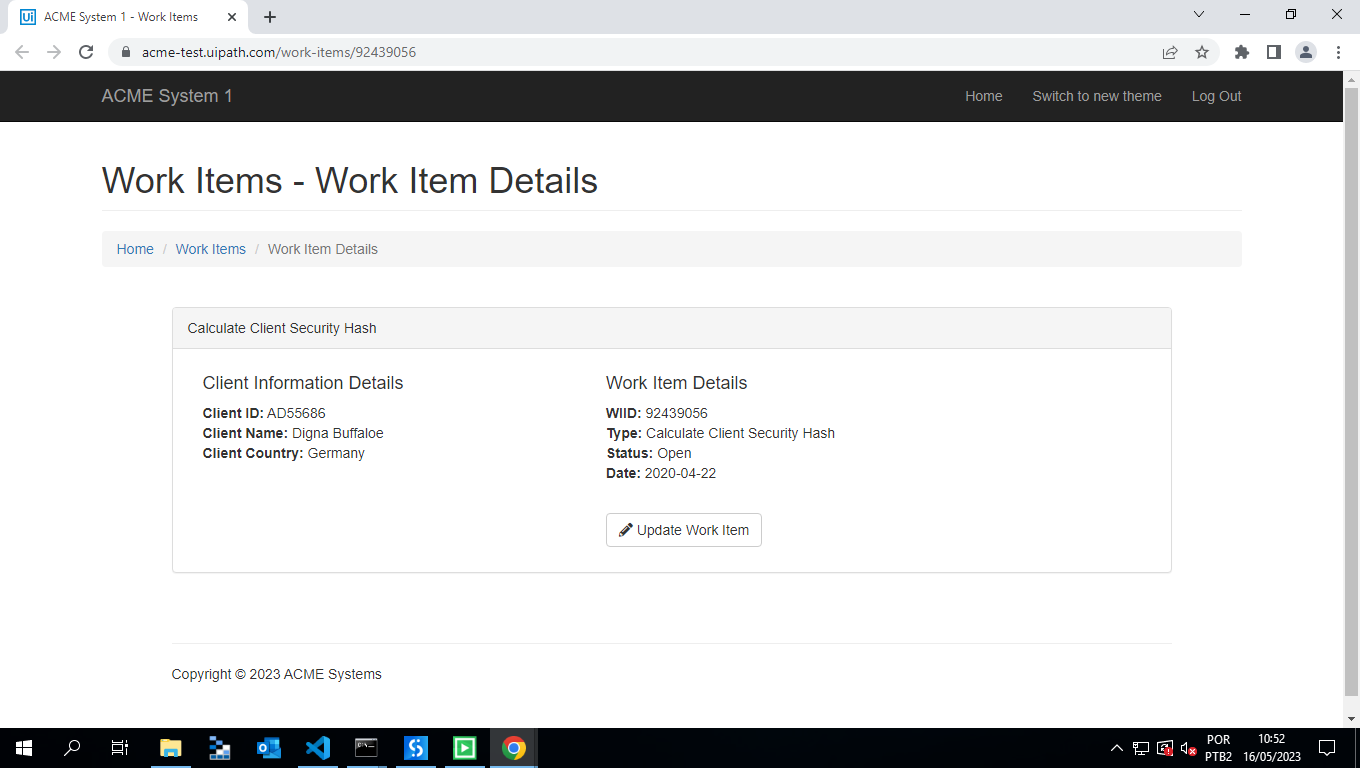 Ui ACME System 1 - Work Items
acme-test.uipath.com/work-items/92439056
ACME System 1 Home Switch to new theme Log Out
Work Items - Work Item Details
Home / Work Items / Work Item Details
Calculate Client Security Hash
Client Information Details
Client ID: AD55686
Client Name: Digna Buffaloe
Client Country: Germany
Work Item Details
WIID: 92439056
Type: Calculate Client Security Hash
Status: Open
Date: 2020-04-22
Update Work Item
Copyright © 2023 ACME Systems
POR
PTB2
10:52
16/05/2023